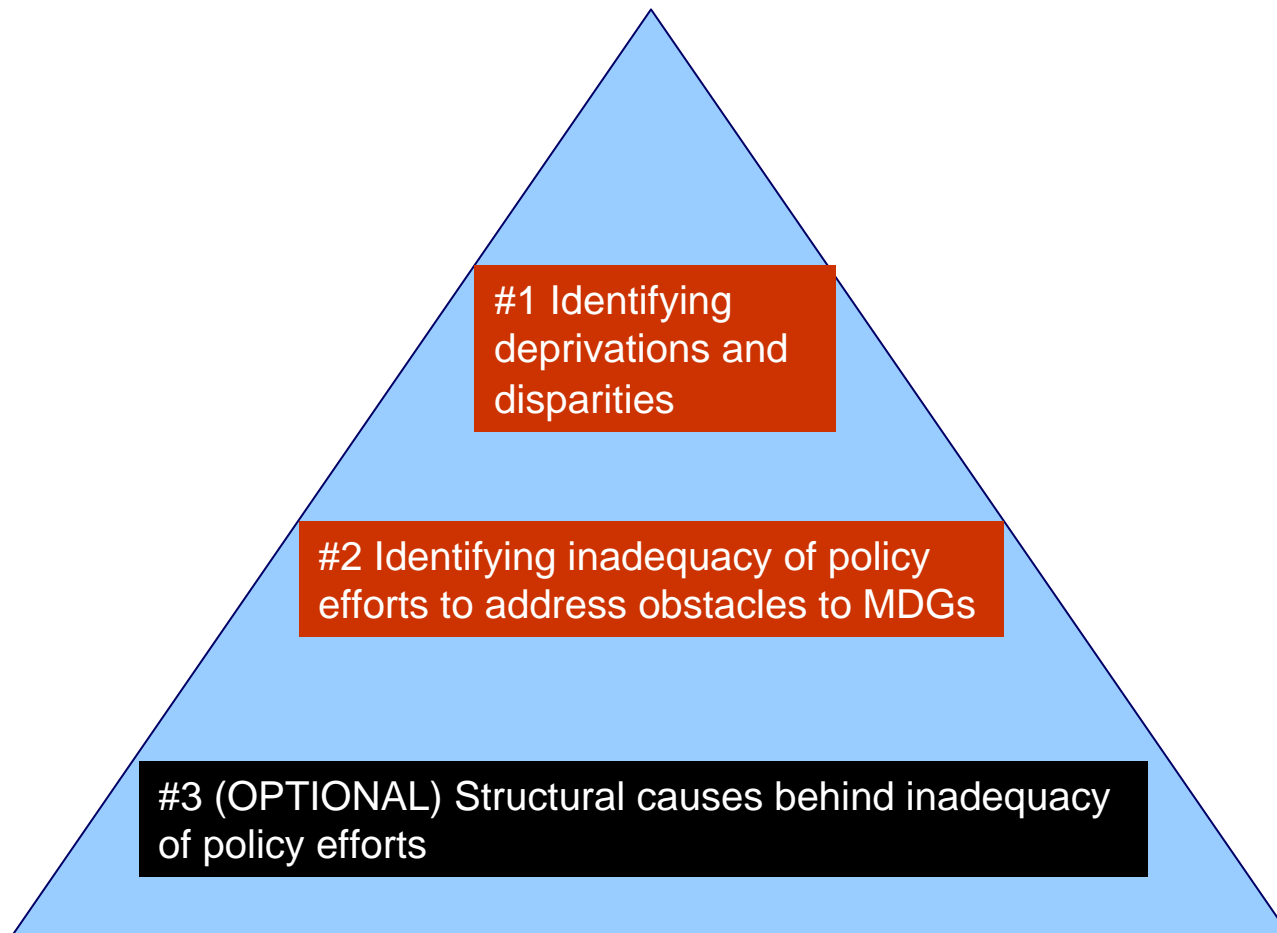 #1 Identifying
deprivations and
disparities
#2 Identifying inadequacy of policy
efforts to address obstacles to MDGs
#3 (OPTIONAL) Structural causes behind inadequacy
of policy efforts